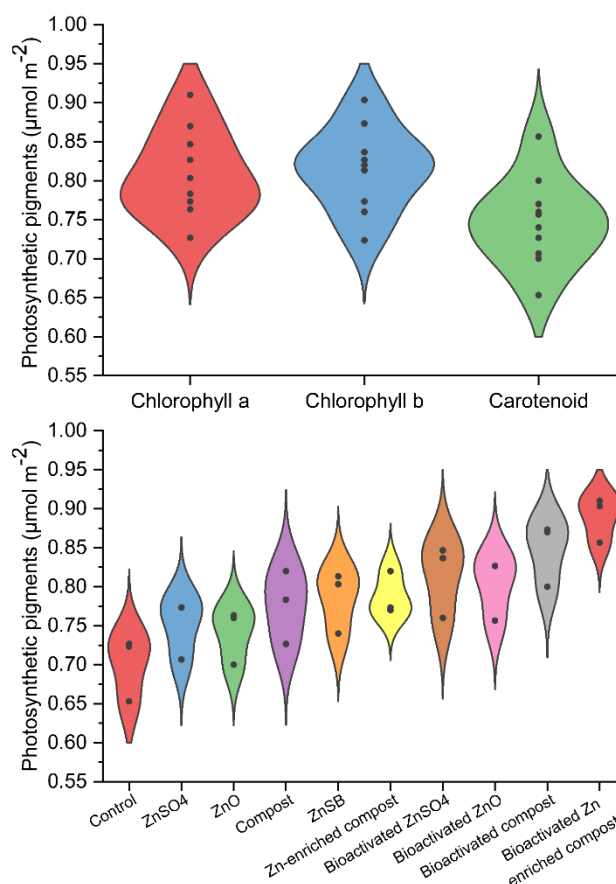 Photosynthetic pigments (μmol m⁻²)
1.00
0.95
0.90
0.85
0.80
0.75
0.70
0.65
0.60
0.55
Chlorophyll a
Chlorophyll b
Carotenoid
Photosynthetic pigments (μmol m⁻²)
1.00
0.95
0.90
0.85
0.80
0.75
0.70
0.65
0.60
0.55
Control
ZnSO4
ZnO
Compost
ZnSB
Zn-enriched compost
Bioactivated ZnSO4
Bioactivated ZnO
Bioactivated compost
Bioactivated Zn
enriched compost